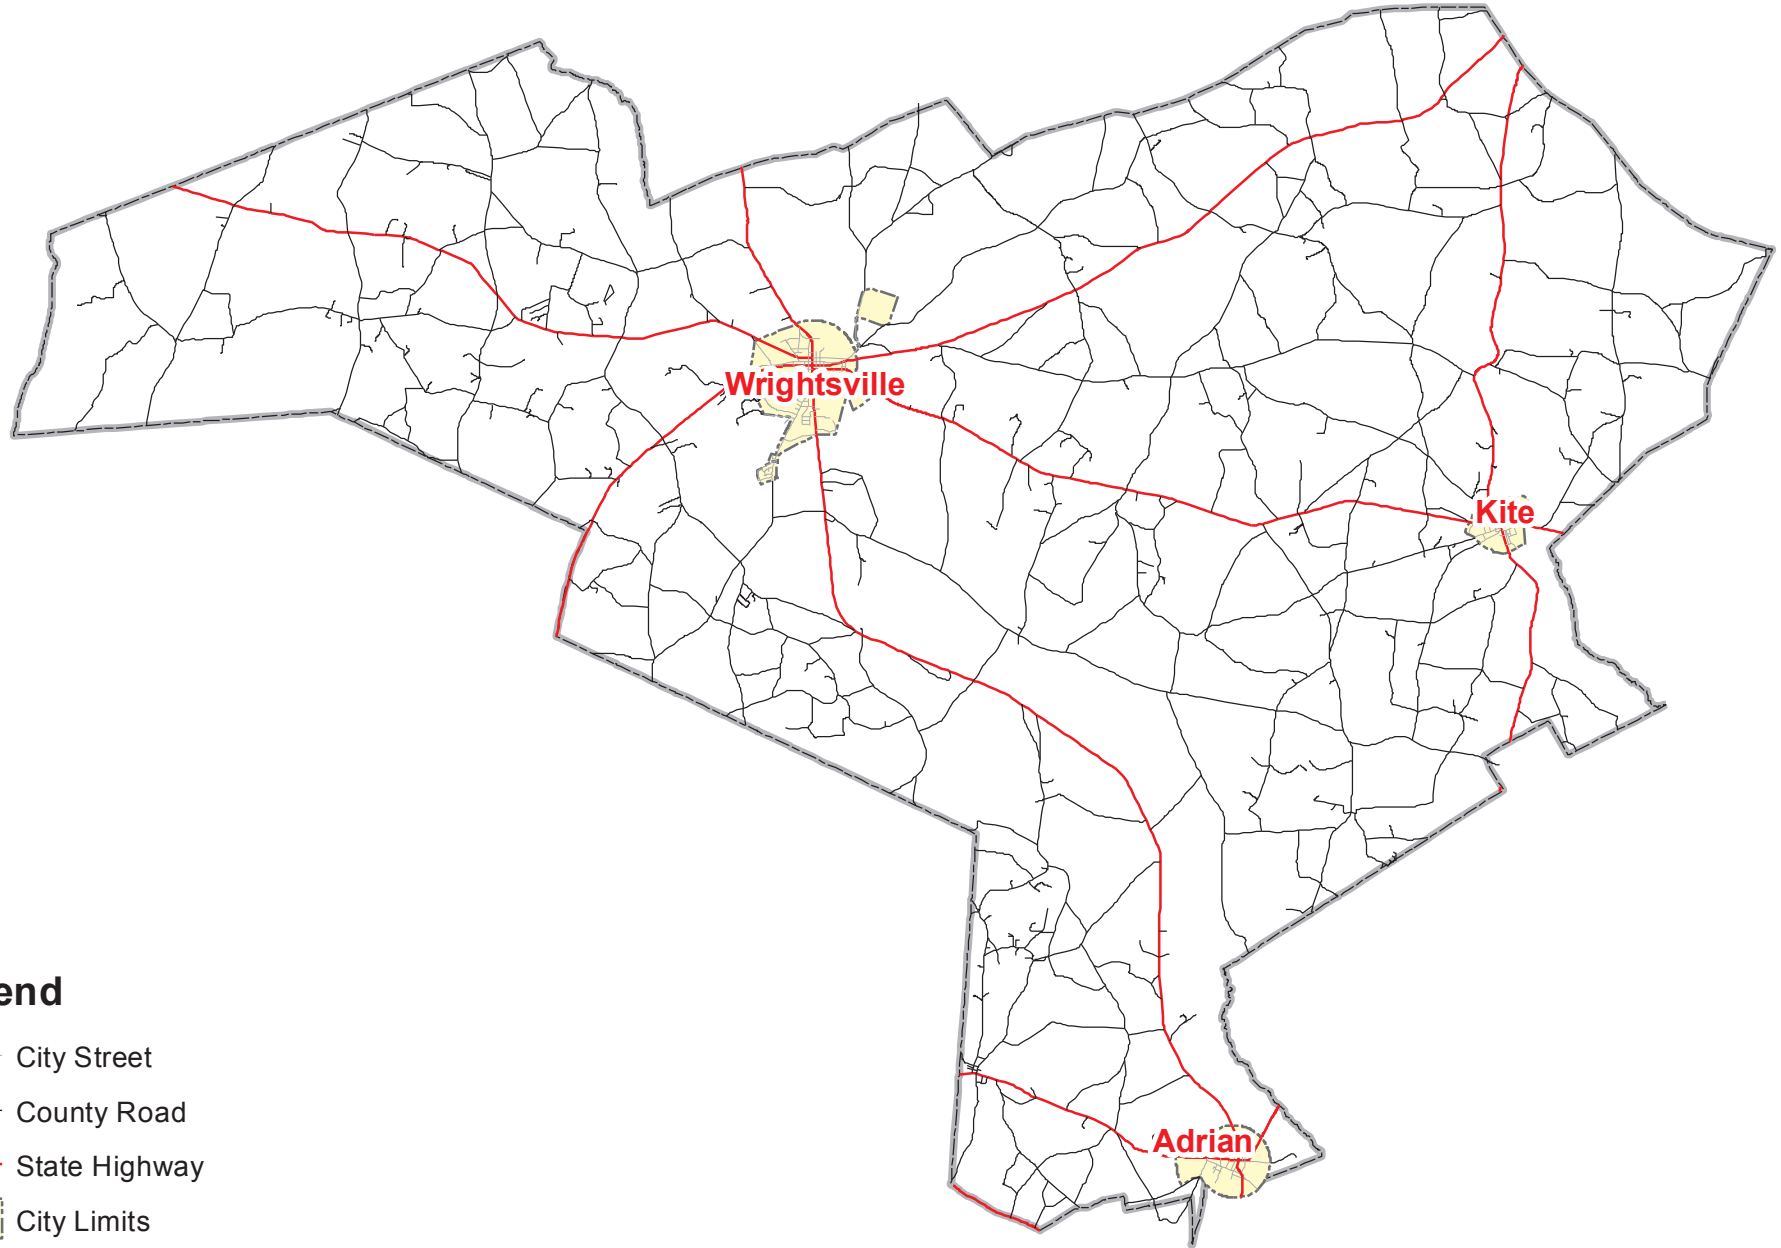 Wrightsville
Kite
end
City Street
County Road
State Highway
Adrian
City Limits